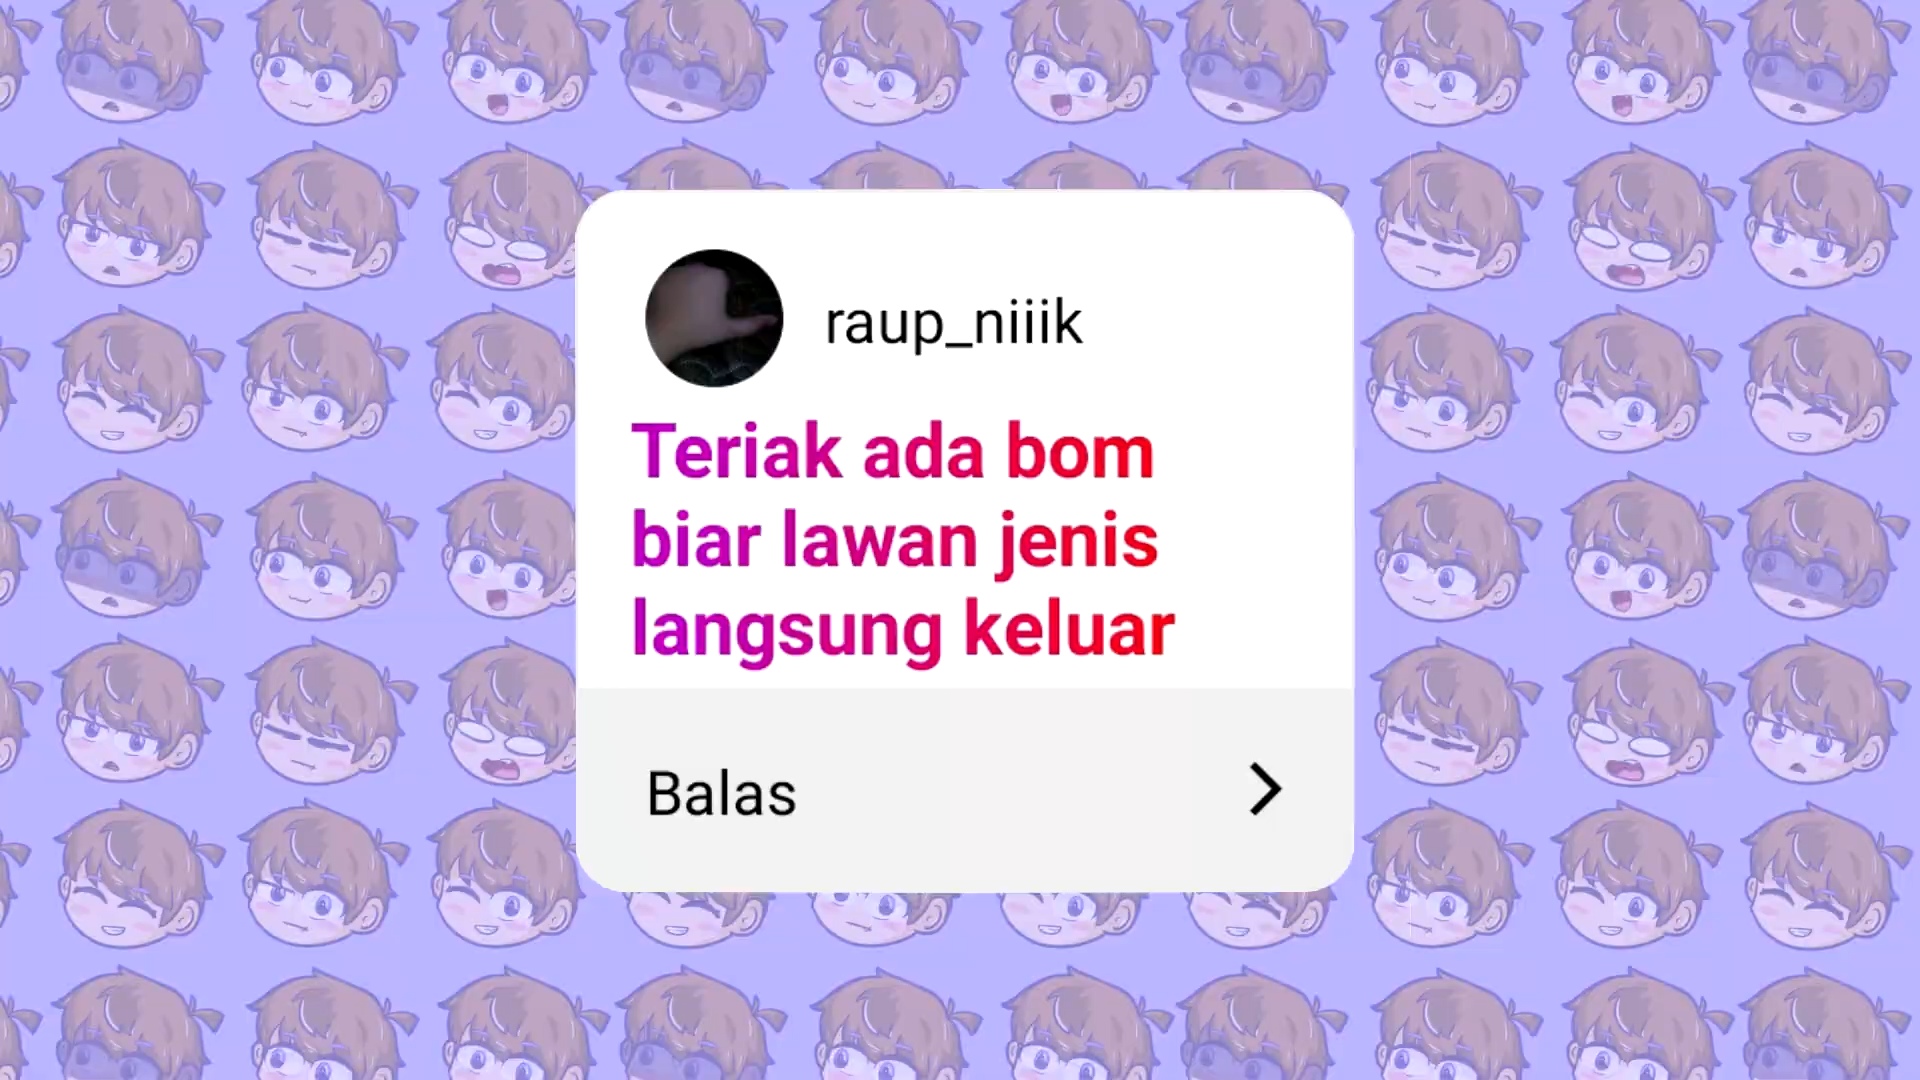 raup_niiik
Teriak ada bom
biar lawan jenis
langsung keluar
Balas